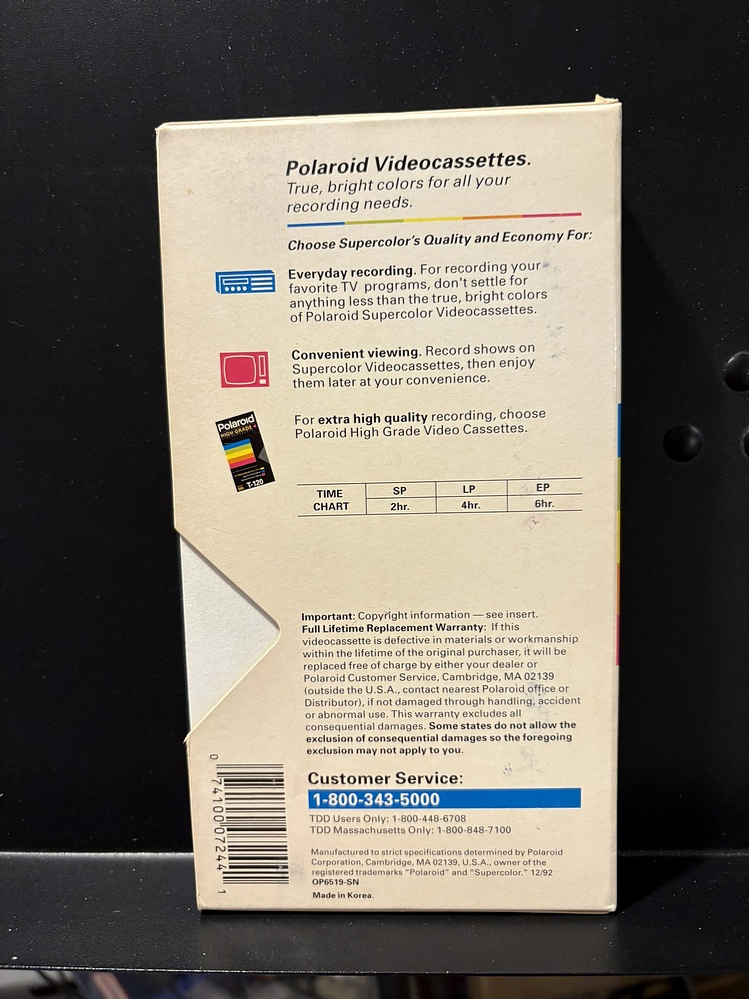 Polaroid Videocassettes.
True, bright colors for all your
recording needs.
Choose Supercolor's Quality and Economy For:
Everyday recording. For recording your
favorite TV programs, don't settle for
anything less than the true, bright colors
of Polaroid Supercolor Videocassettes.
Convenient viewing. Record shows on
Supercolor Videocassettes, then enjoy
them later at your convenience.
Polaroid
HIGH GRADE
T-120
For extra high quality recording, choose
Polaroid High Grade Video Cassettes.
TIME CHART SP LP EP
2hr. 4hr. 6hr.
Important: Copyright information — see insert.
Full Lifetime Replacement Warranty: If this
videocassette is defective in materials or workmanship
within the lifetime of the original purchaser, it will be
replaced free of charge by either your dealer or
Polaroid Customer Service, Cambridge, MA 02139
(outside the U.S.A., contact nearest Polaroid office or
Distributor), if not damaged through handling, accident
or abnormal use. This warranty excludes all
consequential damages. Some states do not allow the
exclusion of consequential damages so the foregoing
exclusion may not apply to you.
Customer Service:
1-800-343-5000
TDD Users Only: 1-800-448-6708
TDD Massachusetts Only: 1-800-848-7100
Manufactured to strict specifications determined by Polaroid
Corporation, Cambridge, MA 02139, U.S.A., owner of the
registered trademarks "Polaroid" and "Supercolor." 12/92
OP6519-SN
Made in Korea.
0 74100 07244 1